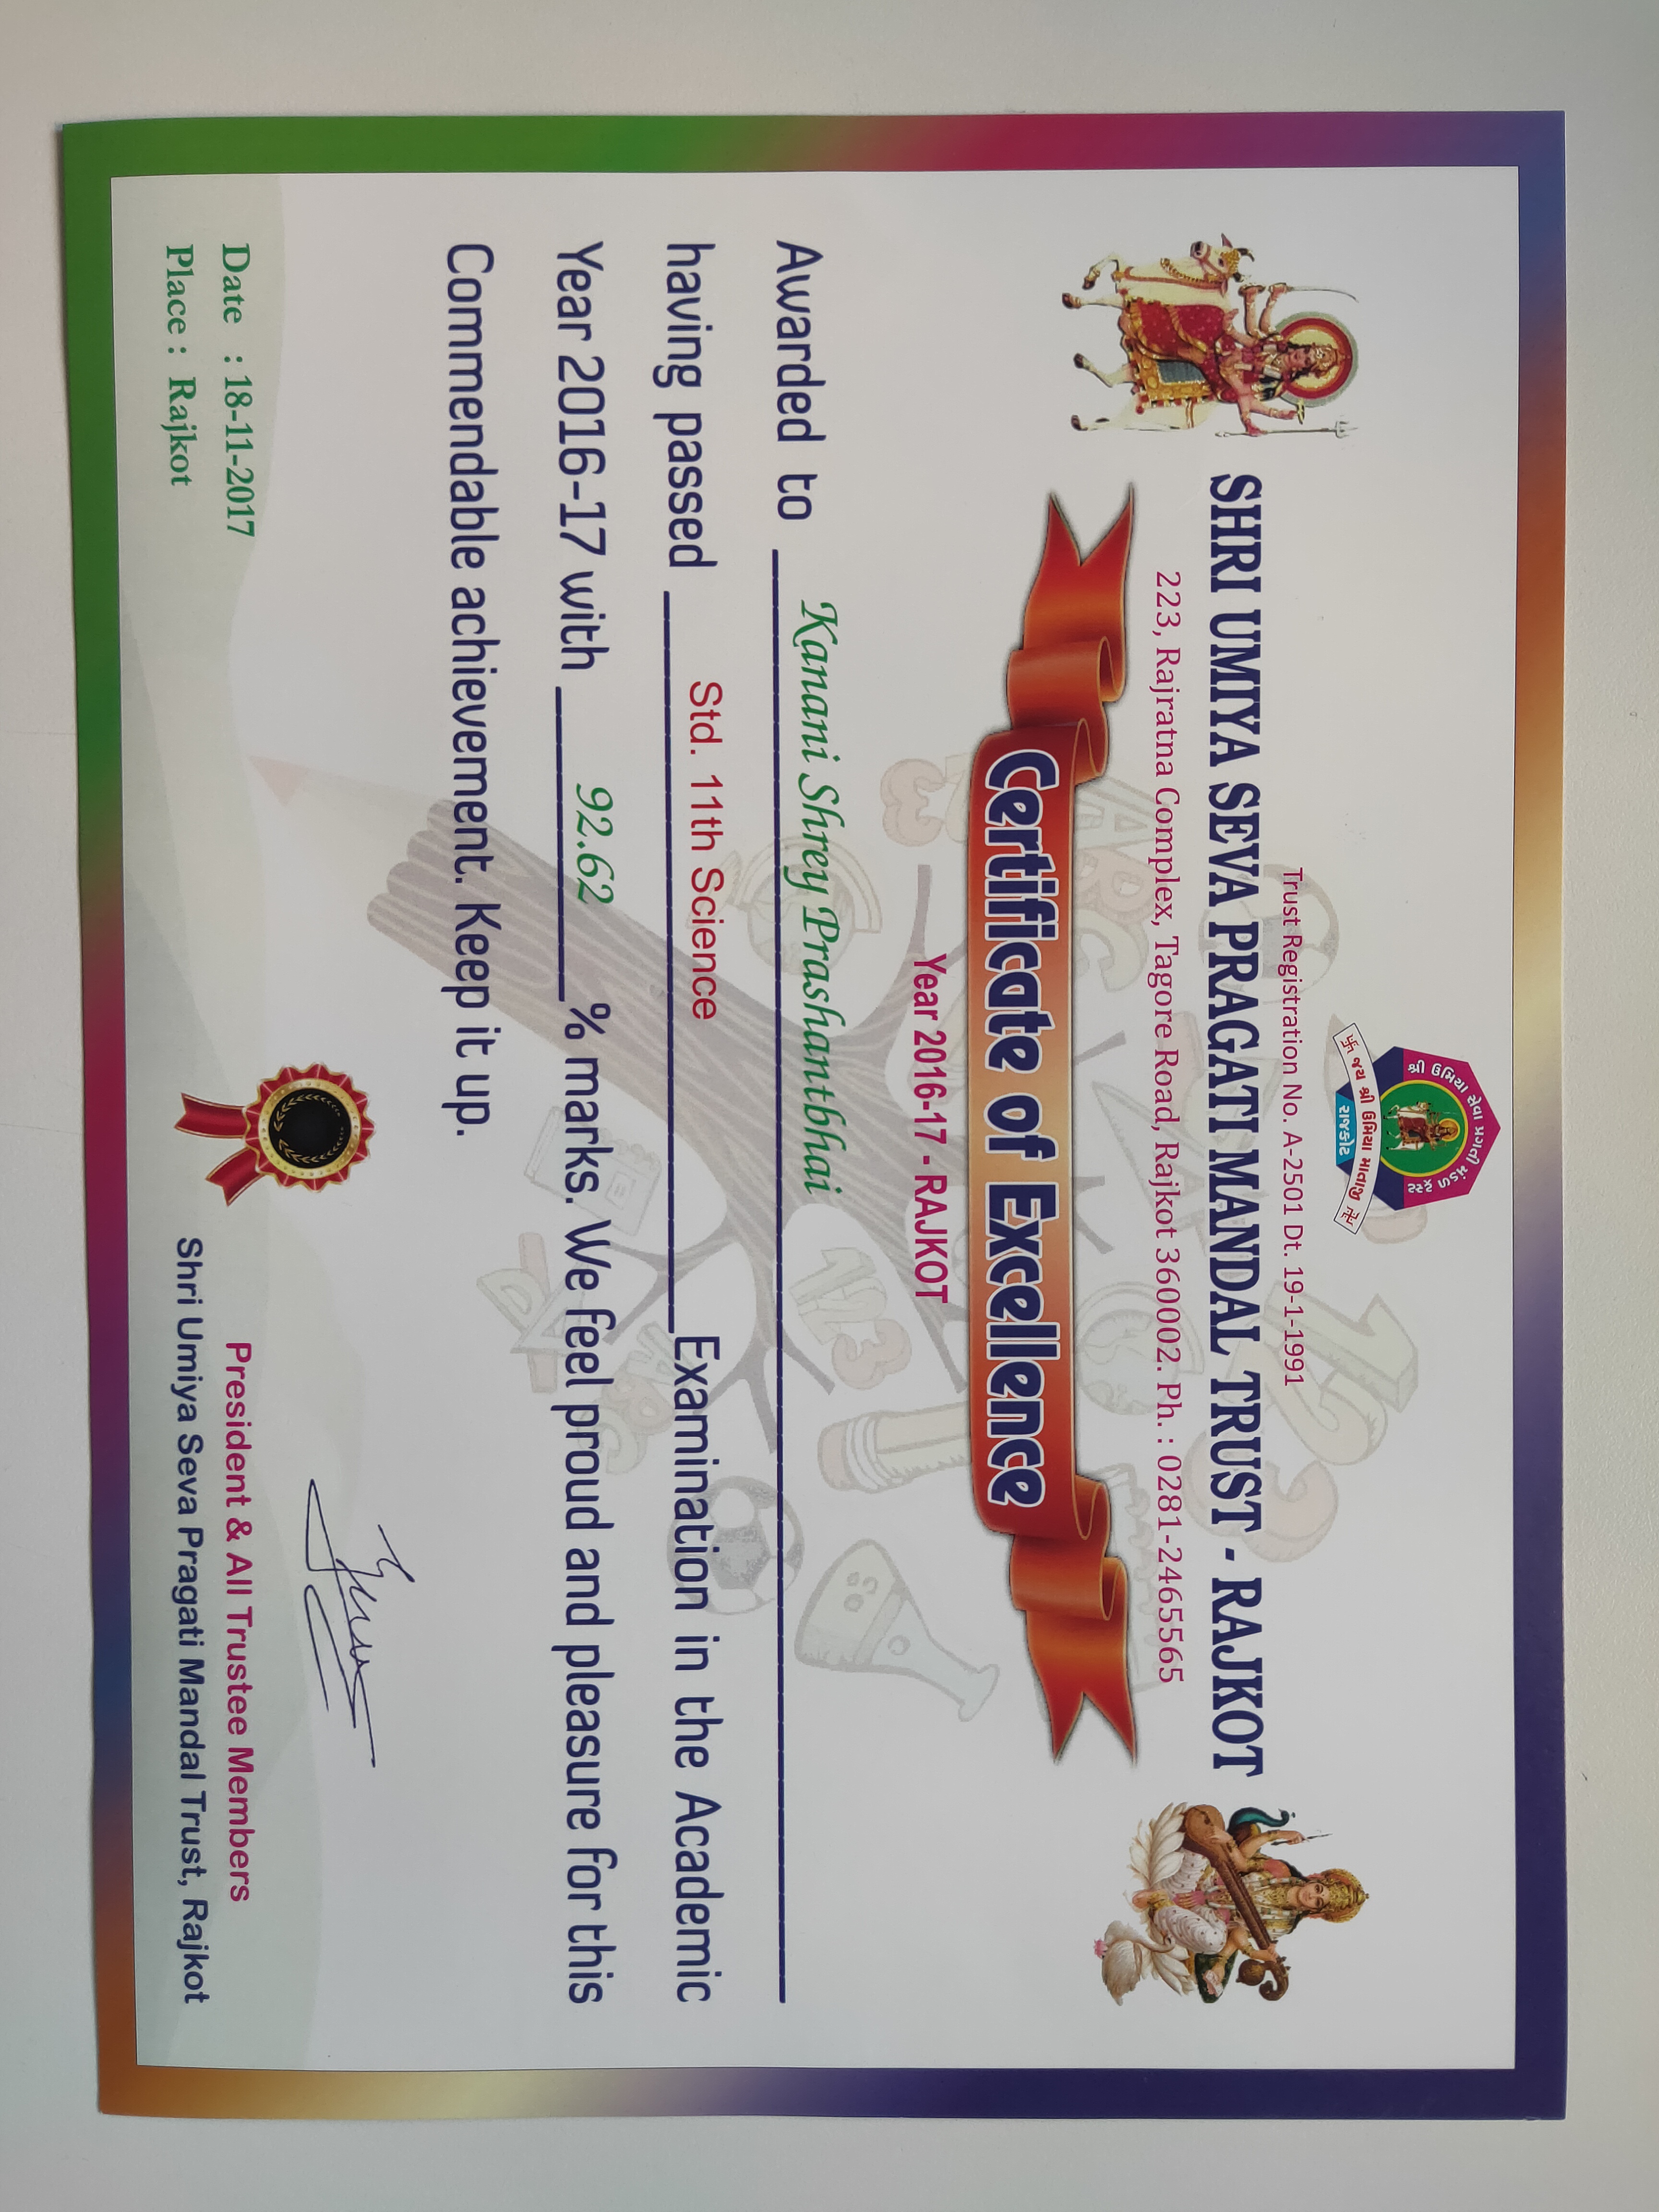 શ્રી ઉમિયા સેવા પ્રગતી મંડળ ટ્રસ્ટ
જય શ્રી ઉમિયા માતાજી
રાજકોટ
Trust Registration No. A-2501 Dt. 19-1-1991
SHRI UMIYA SEVA PRAGATI MANDAL TRUST - RAJKOT
223, Rajratna Complex, Tagore Road, Rajkot 360002. Ph. : 0281-2465565
Certificate of Excellence
Year 2016-17 - RAJKOT
Awarded to Kanani Shrey Prashantbhai
having passed Std. 11th Science Examination in the Academic
Year 2016-17 with 92.62 % marks. We feel proud and pleasure for this
Commendable achievement. Keep it up.
Date : 18-11-2017
Place : Rajkot
President & All Trustee Members
Shri Umiya Seva Pragati Mandal Trust, Rajkot